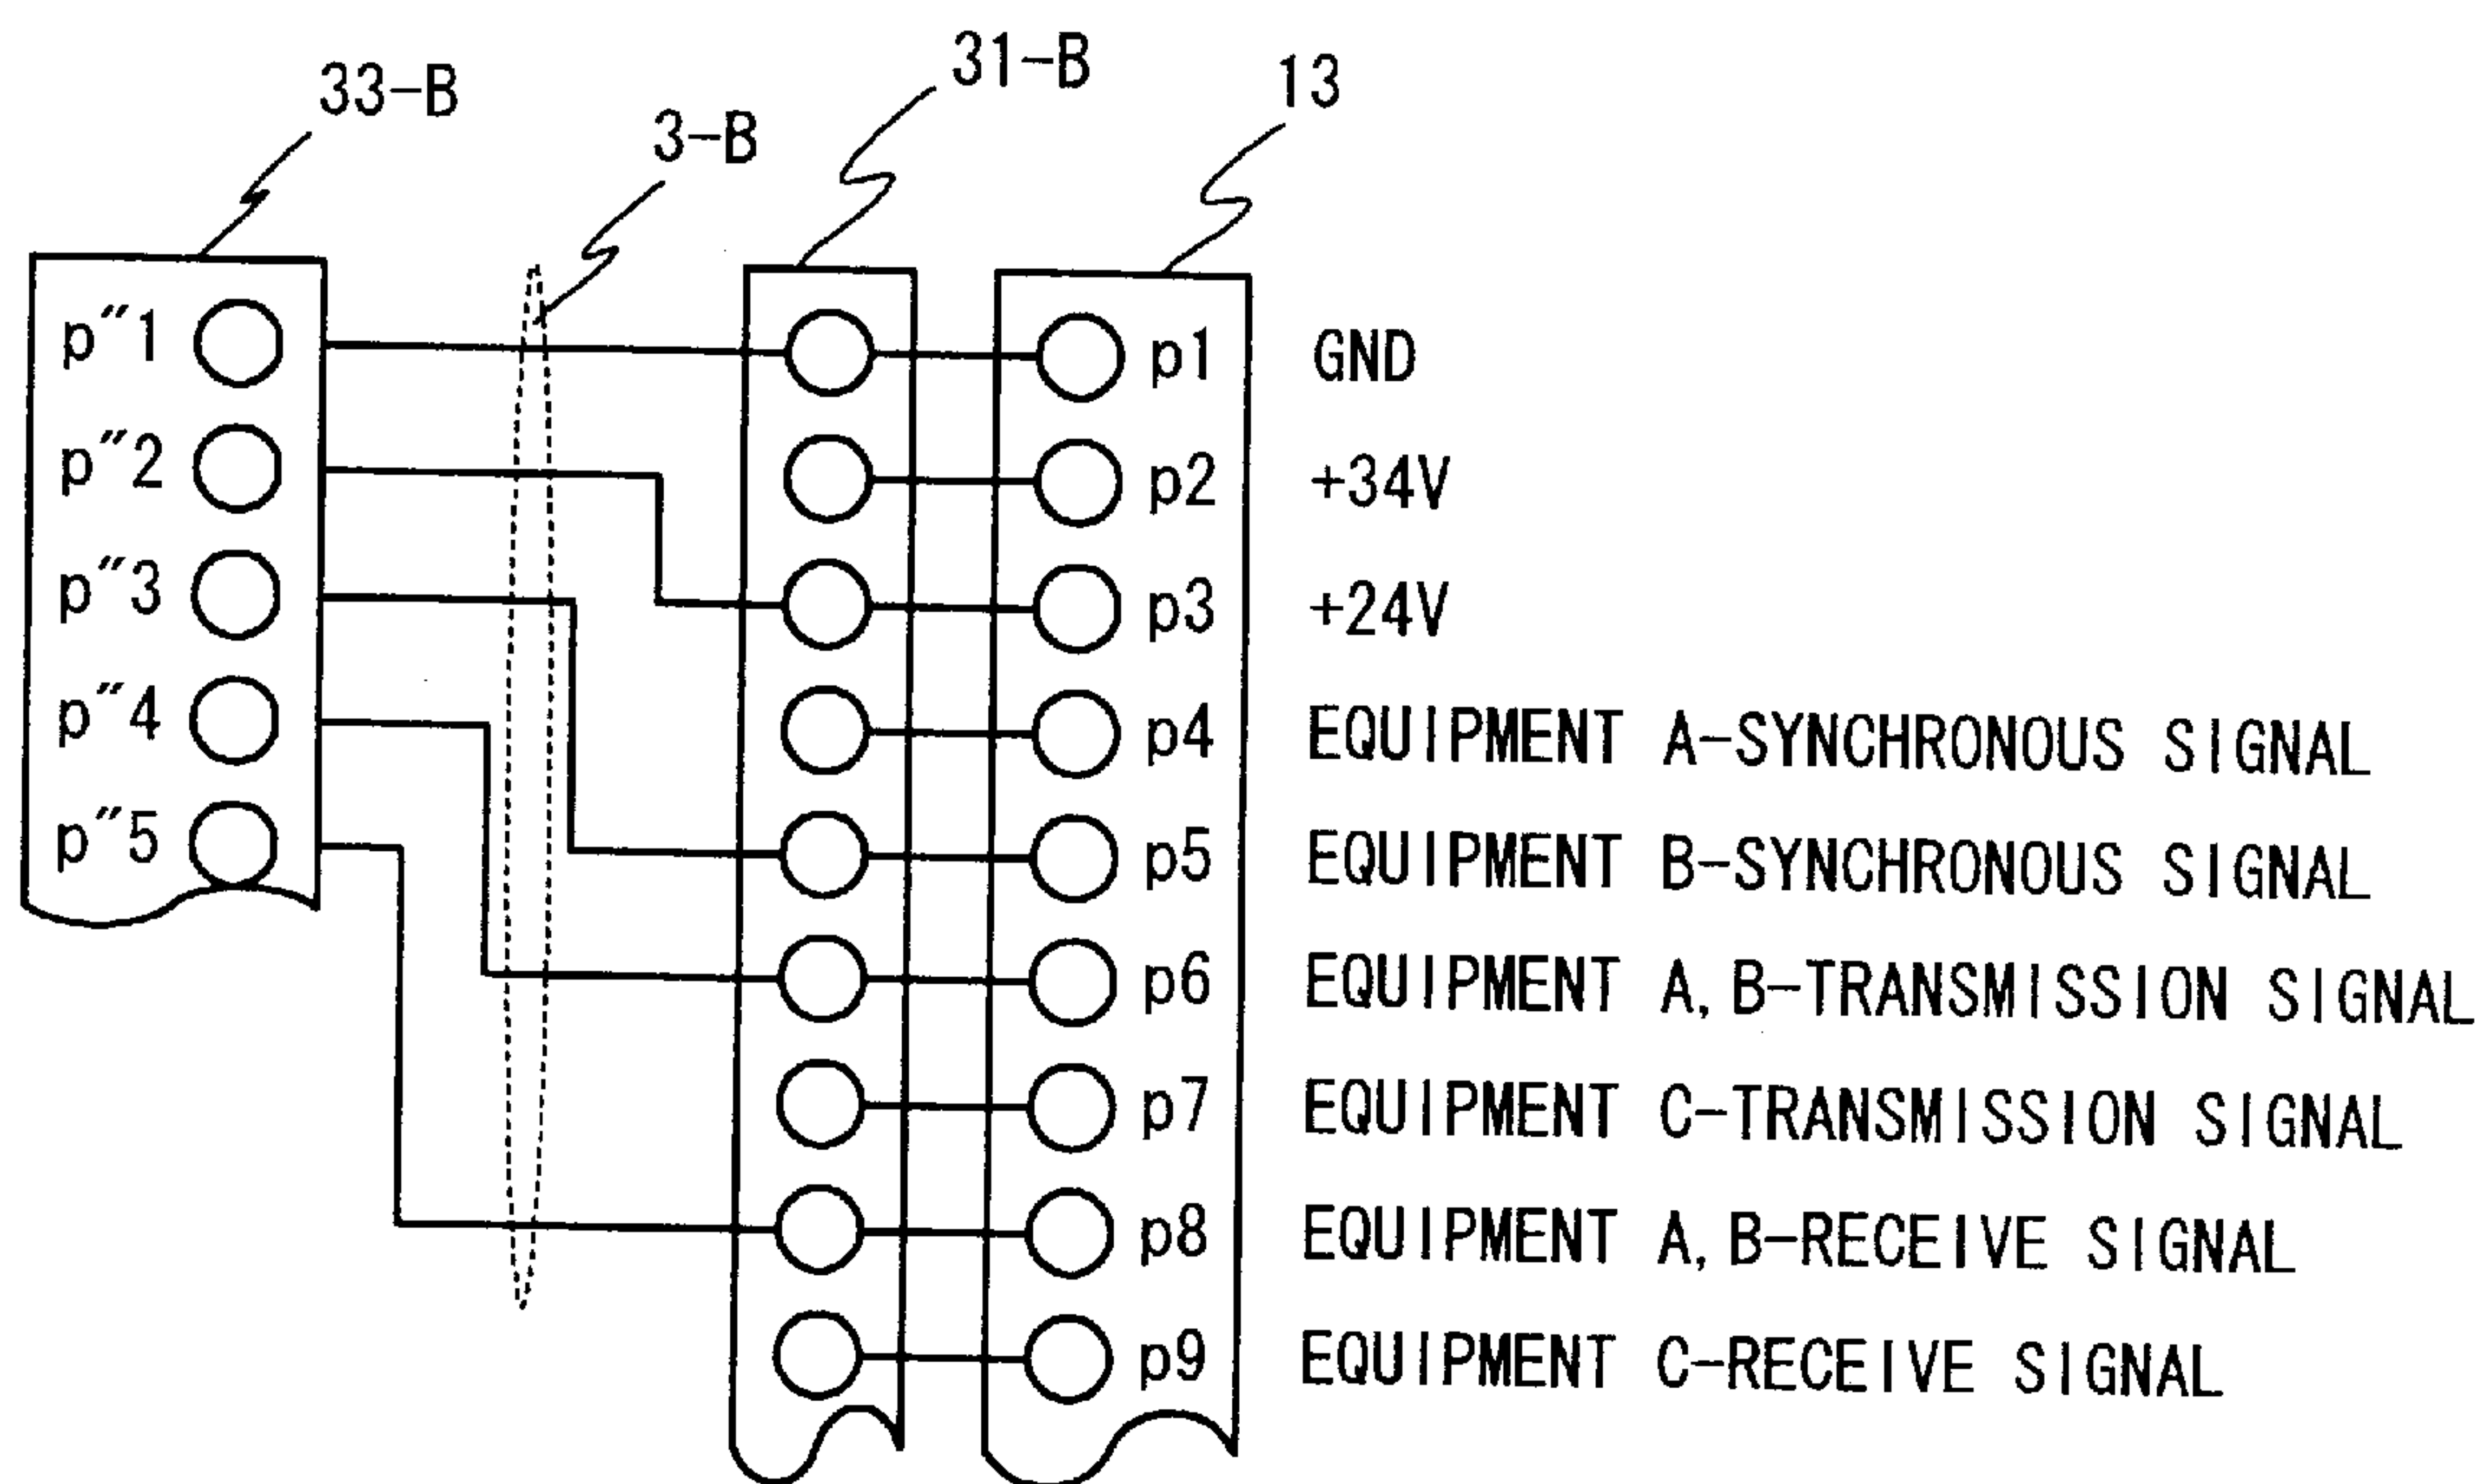 33-B
3-B
31-B
13
p"1
p"2
p"3
p"4
p"5
p1 GND
p2 +34V
p3 +24V
p4 EQUIPMENT A-SYNCHRONOUS SIGNAL
p5 EQUIPMENT B-SYNCHRONOUS SIGNAL
p6 EQUIPMENT A, B-TRANSMISSION SIGNAL
p7 EQUIPMENT C-TRANSMISSION SIGNAL
p8 EQUIPMENT A, B-RECEIVE SIGNAL
p9 EQUIPMENT C-RECEIVE SIGNAL